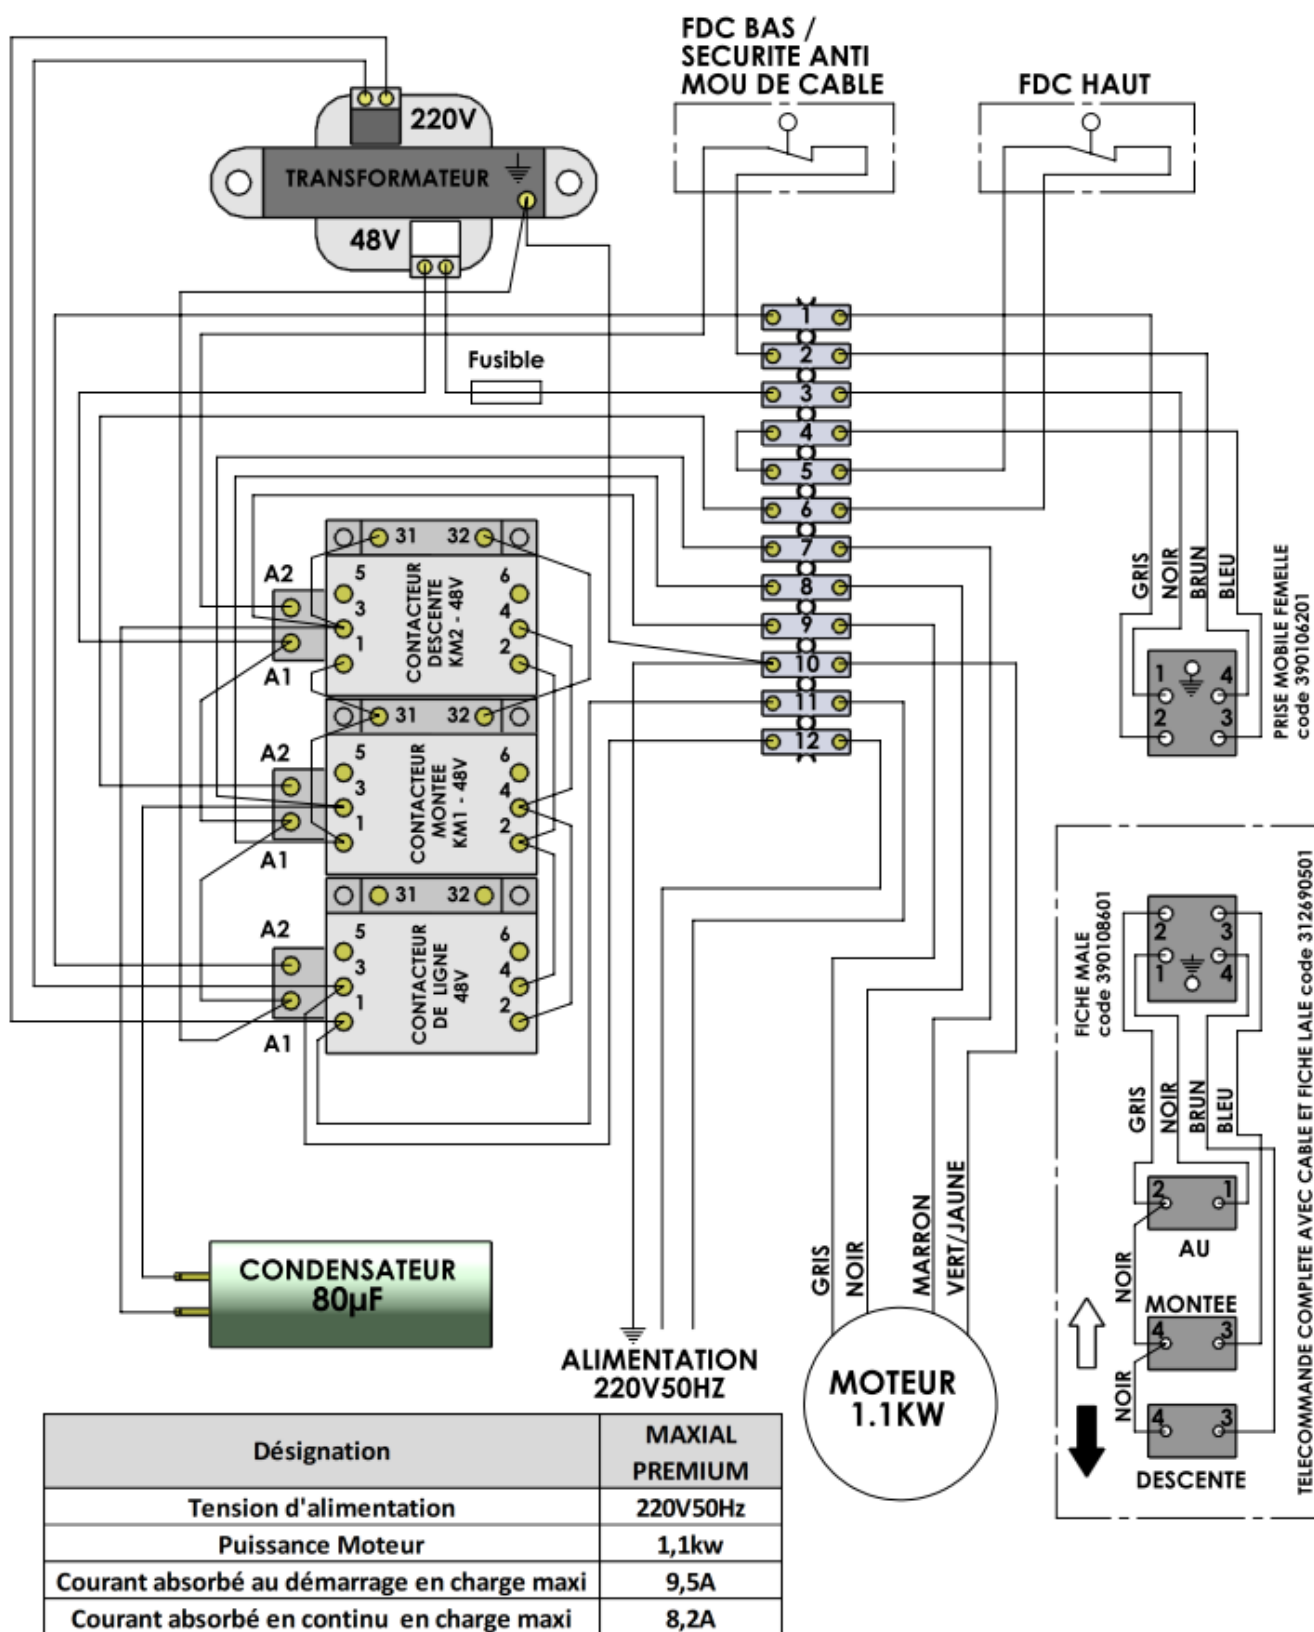 FDC BAS /
SECURITE ANTI
MOU DE CABLE
FDC HAUT
220V
TRANSFORMATEUR
48V
Fusible
1
2
3
4
5
6
7
8
9
10
11
12
31 32
A2
A1
5
3
1
6
4
2
CONTACTEUR
DESCENTE
KM2 - 48V
31 32
A2
A1
5
3
1
6
4
2
CONTACTEUR
MONTEE
KM1 - 48V
31 32
A2
A1
5
3
1
6
4
2
CONTACTEUR
DE LIGNE
48V
GRIS
NOIR
BRUN
BLEU
1 4
2 3
PRISE MOBILE FEMELLE
code 390106201
FICHE MALE
code 390108601
2 3
1 4
GRIS
NOIR
BRUN
BLEU
2 1
AU
NOIR
MONTEE
4 3
NOIR
4 3
DESCENTE
TELECOMMANDE COMPLETE AVEC CABLE ET FICHE LALE code 312690501
CONDENSATEUR
80µF
ALIMENTATION
220V50HZ
GRIS
NOIR
MARRON
VERT/JAUNE
MOTEUR
1.1KW
Désignation
MAXIAL
PREMIUM
Tension d'alimentation 220V50Hz
Puissance Moteur 1,1kw
Courant absorbé au démarrage en charge maxi 9,5A
Courant absorbé en continu en charge maxi 8,2A